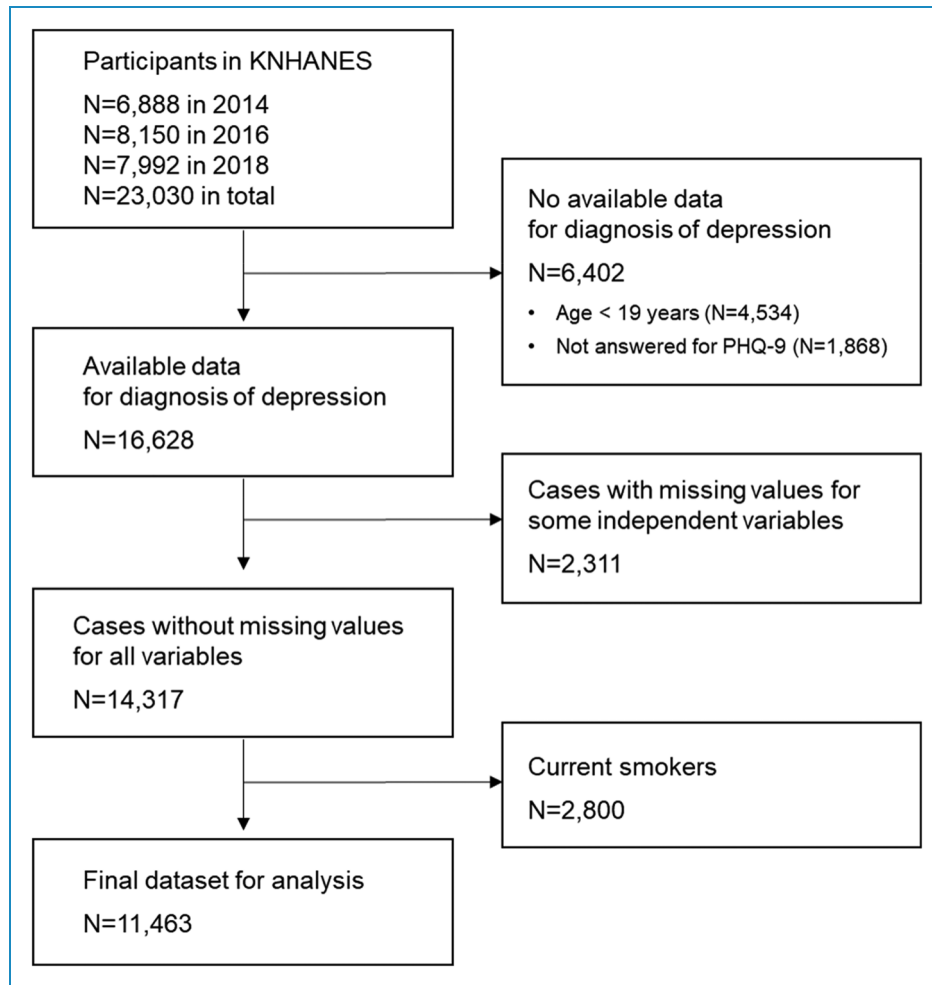 Participants in KNHANES
N=6,888 in 2014
N=8,150 in 2016
N=7,992 in 2018
N=23,030 in total
No available data
for diagnosis of depression
N=6,402
• Age < 19 years (N=4,534)
• Not answered for PHQ-9 (N=1,868)
Available data
for diagnosis of depression
N=16,628
Cases with missing values for
some independent variables
N=2,311
Cases without missing values
for all variables
N=14,317
Current smokers
N=2,800
Final dataset for analysis
N=11,463